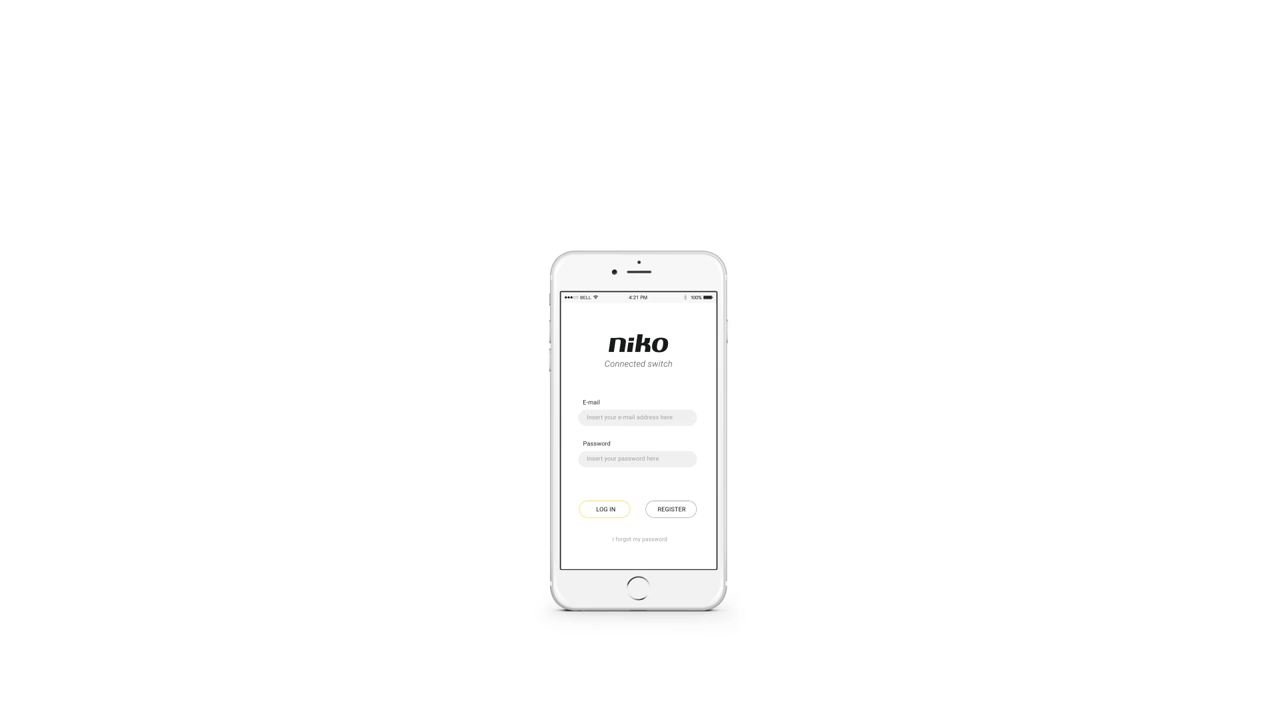 BELL 4:21 PM 100%
niko
Connected switch
E-mail
Insert your e-mail address here
Password
Insert your password here
LOG IN REGISTER
I forgot my password